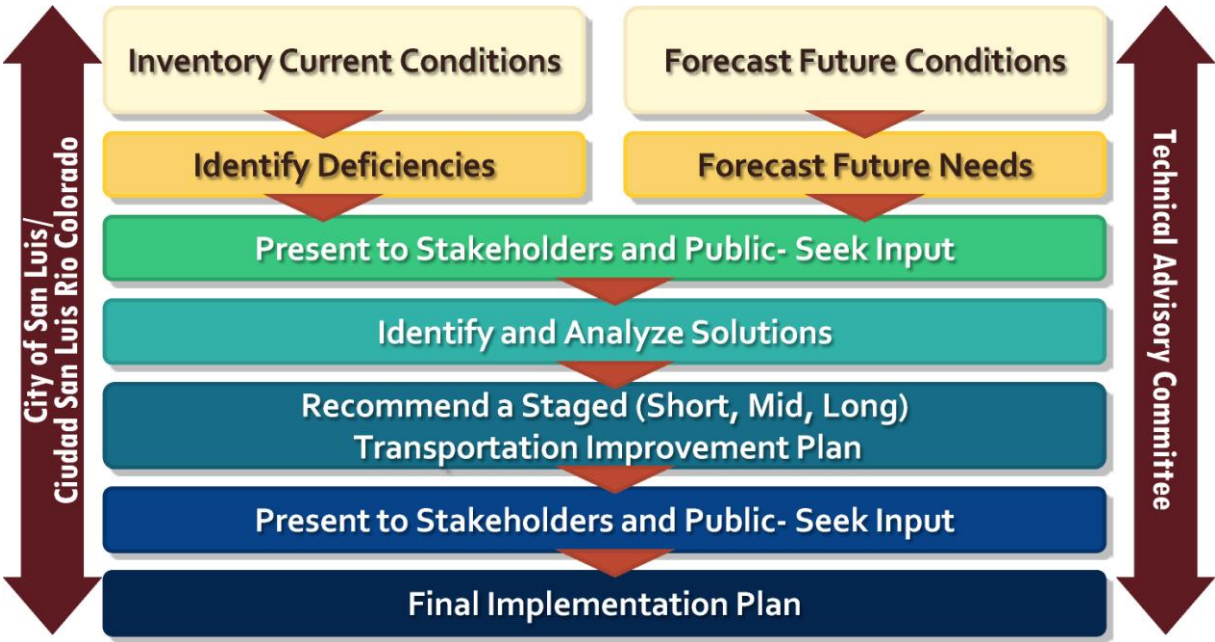 City of San Luis/
Ciudad San Luis Rio Colorado
Inventory Current Conditions
Forecast Future Conditions
Identify Deficiencies
Forecast Future Needs
Present to Stakeholders and Public- Seek Input
Identify and Analyze Solutions
Recommend a Staged (Short, Mid, Long)
Transportation Improvement Plan
Present to Stakeholders and Public- Seek Input
Final Implementation Plan
Technical Advisory Committee